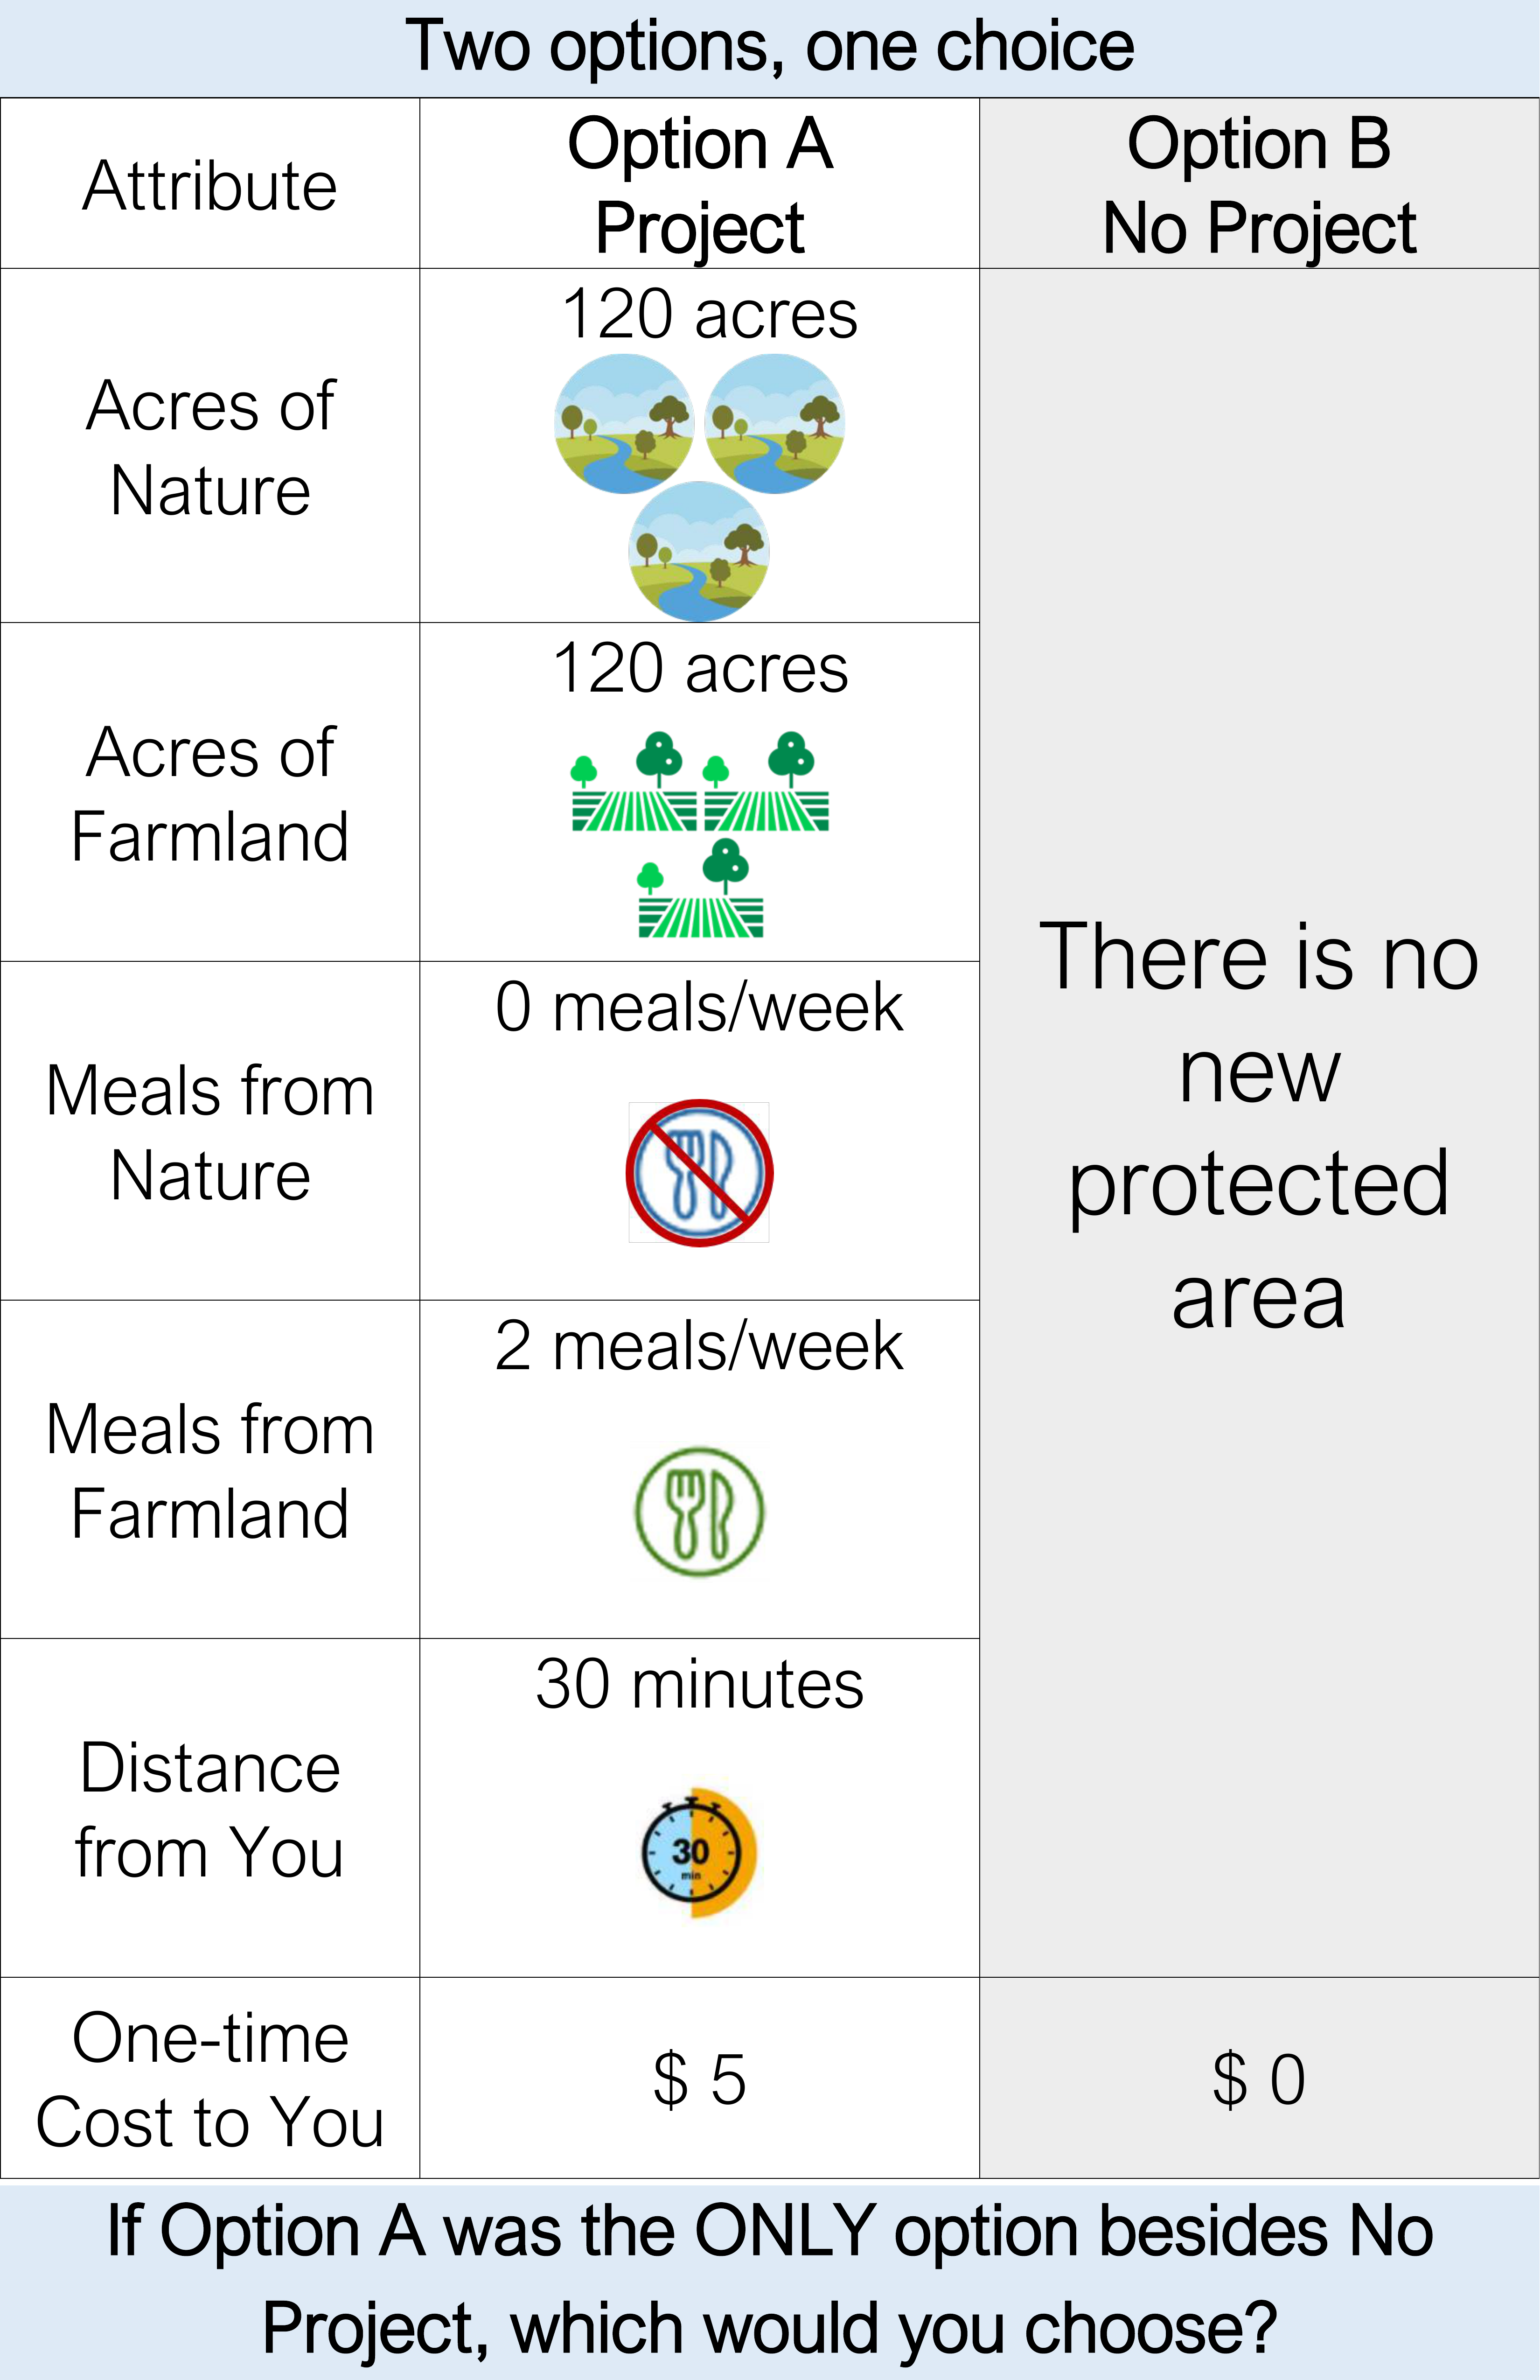 Two options, one choice
Attribute
Option A
Project
Option B
No Project
Acres of
Nature
120 acres
Acres of
Farmland
120 acres
Meals from
Nature
0 meals/week
Meals from
Farmland
2 meals/week
Distance
from You
30 minutes
30
min
There is no
new
protected
area
One-time
Cost to You
$ 5
$ 0
If Option A was the ONLY option besides No
Project, which would you choose?